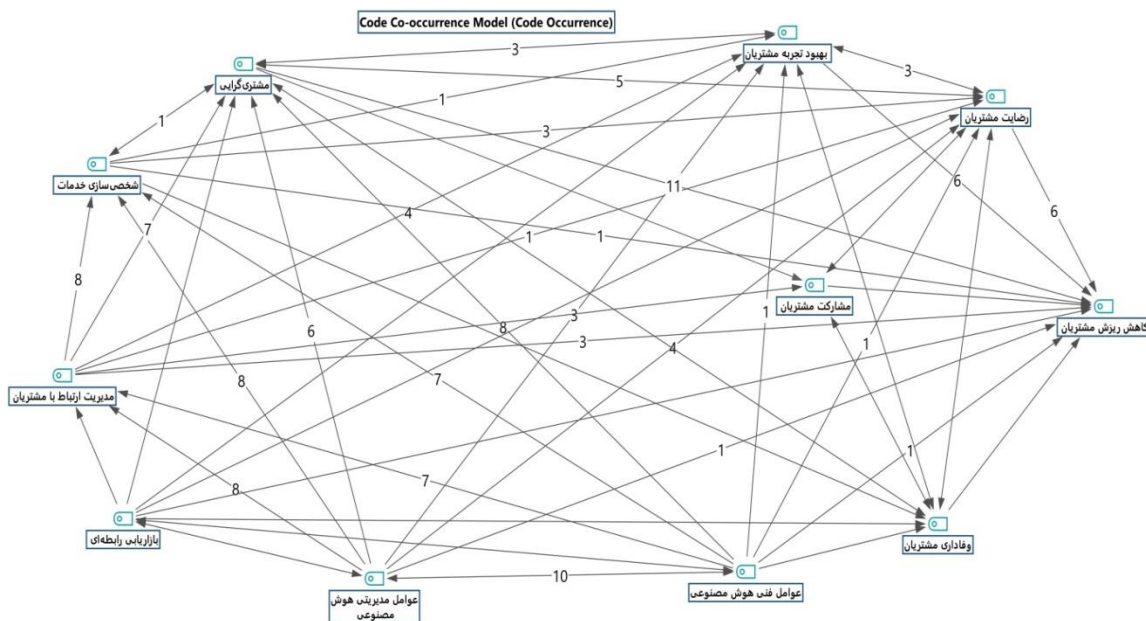 Code Co-occurrence Model (Code Occurrence)
3
بهبود تجربه مشتریان
مشتری‌گرایی
5
3
1
رضایت مشتریان
1
3
شخصی‌سازی خدمات
11
6
6
4
7
1
1
8
مشارکت مشتریان
3
1
کاهش ریزش مشتریان
6
8
3
1
4
مدیریت ارتباط با مشتریان
8
7
1
1
7
8
بازاریابی رابطه‌ای
وفاداری مشتریان
10
عوامل مدیریتی هوش
مصنوعی
عوامل فنی هوش مصنوعی